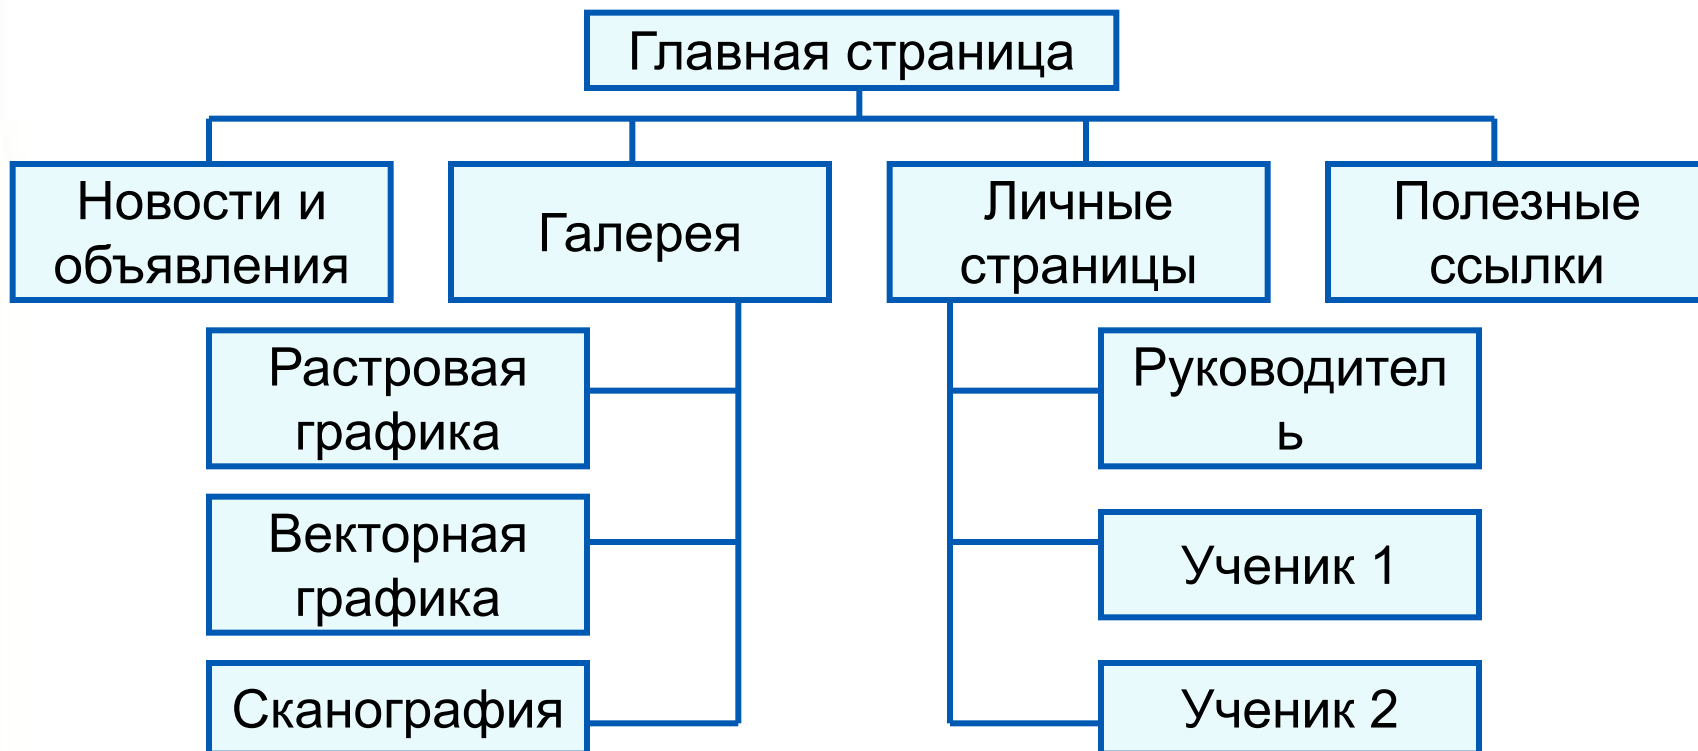 Главная страница
Новости и
объявления
Галерея
Личные
страницы
Полезные
ссылки
Растровая
графика
Векторная
графика
Сканография
Руководител
ь
Ученик 1
Ученик 2